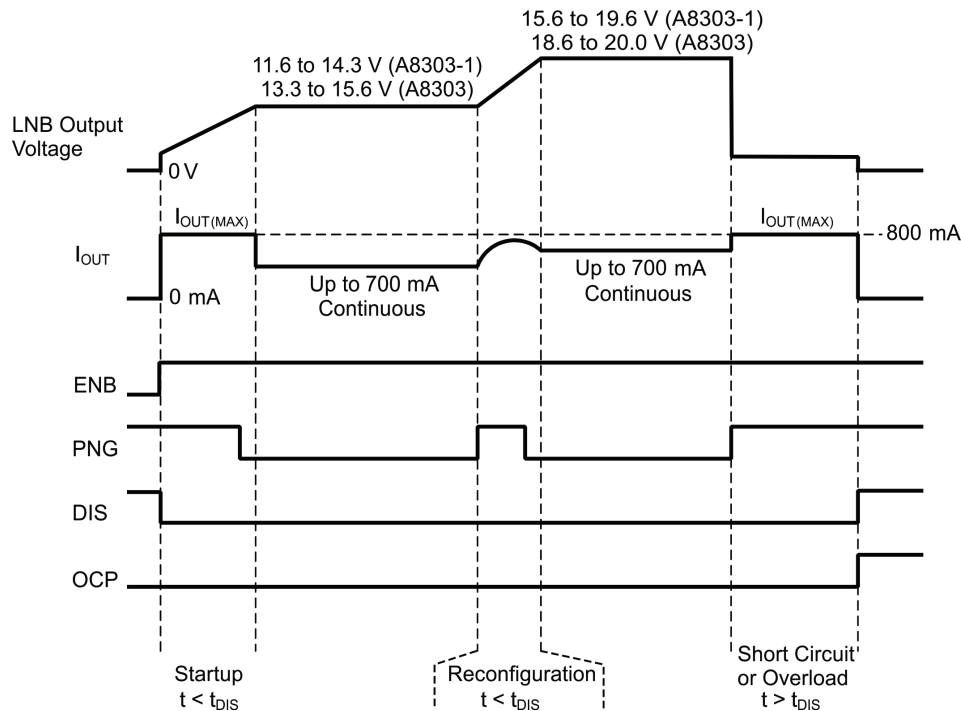 15.6 to 19.6 V (A8303-1)
18.6 to 20.0 V (A8303)
11.6 to 14.3 V (A8303-1)
13.3 to 15.6 V (A8303)
LNB Output
Voltage
0 V
IOUT(MAX)
IOUT(MAX)
800 mA
IOUT
Up to 700 mA
Continuous
Up to 700 mA
Continuous
0 mA
ENB
PNG
DIS
OCP
Startup
t < tDIS
Reconfiguration
t < tDIS
Short Circuit
or Overload
t > tDIS